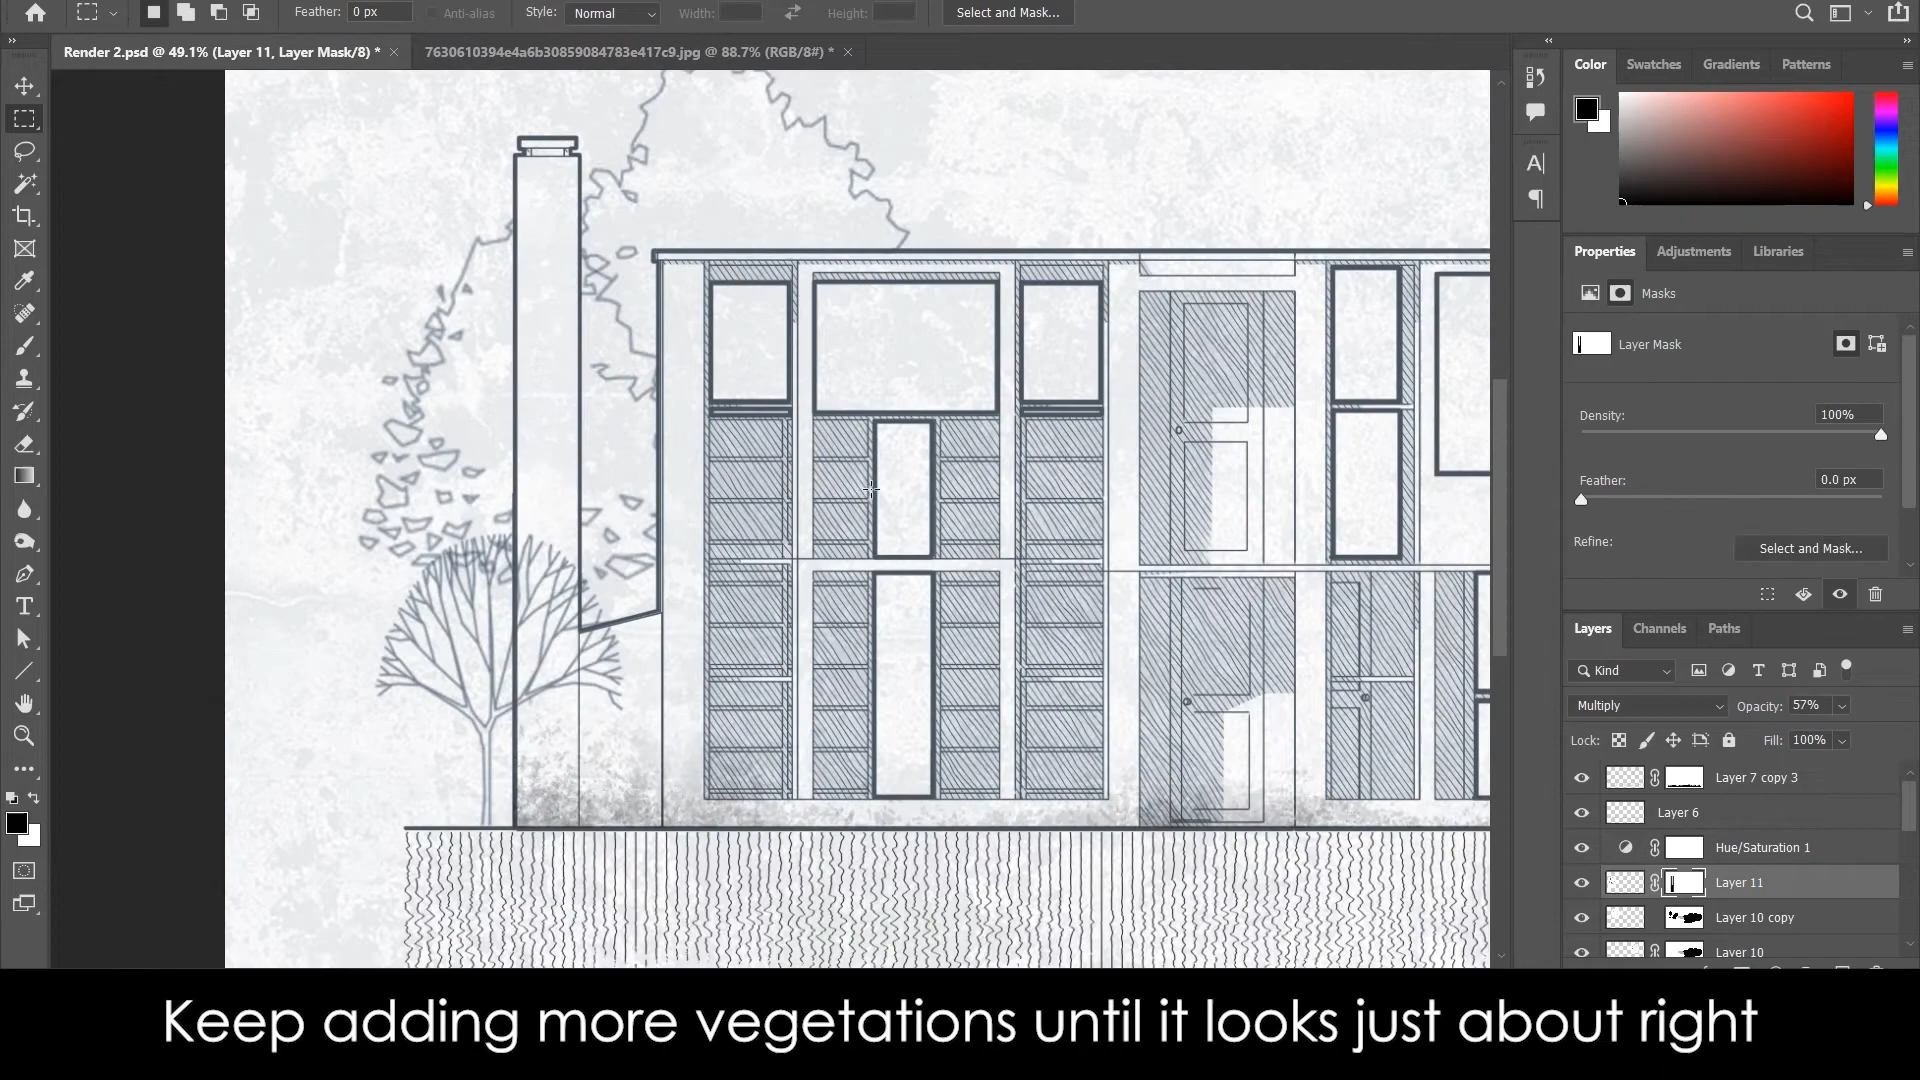 Feather: 0 px Anti-alias Style: Normal Width: Height: Select and Mask...
Render 2.psd @ 49.1% (Layer 11, Layer Mask/8) * 7630610394e4a6b30859084783e417c9.jpg @ 88.7% (RGB/8#) *
Color Swatches Gradients Patterns
Properties Adjustments Libraries
Masks
Layer Mask
Density: 100%
Feather: 0.0 px
Refine: Select and Mask...
Layers Channels Paths
Kind
Multiply Opacity: 57%
Lock: Fill: 100%
Layer 7 copy 3
Layer 6
Hue/Saturation 1
Layer 11
Layer 10 copy
Layer 10
Keep adding more vegetations until it looks just about right